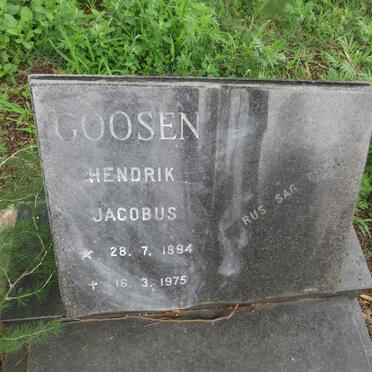 GOOSEN
HENDRIK
JACOBUS
* 28. 7. 1894
† 16. 3. 1975
RUS SAG